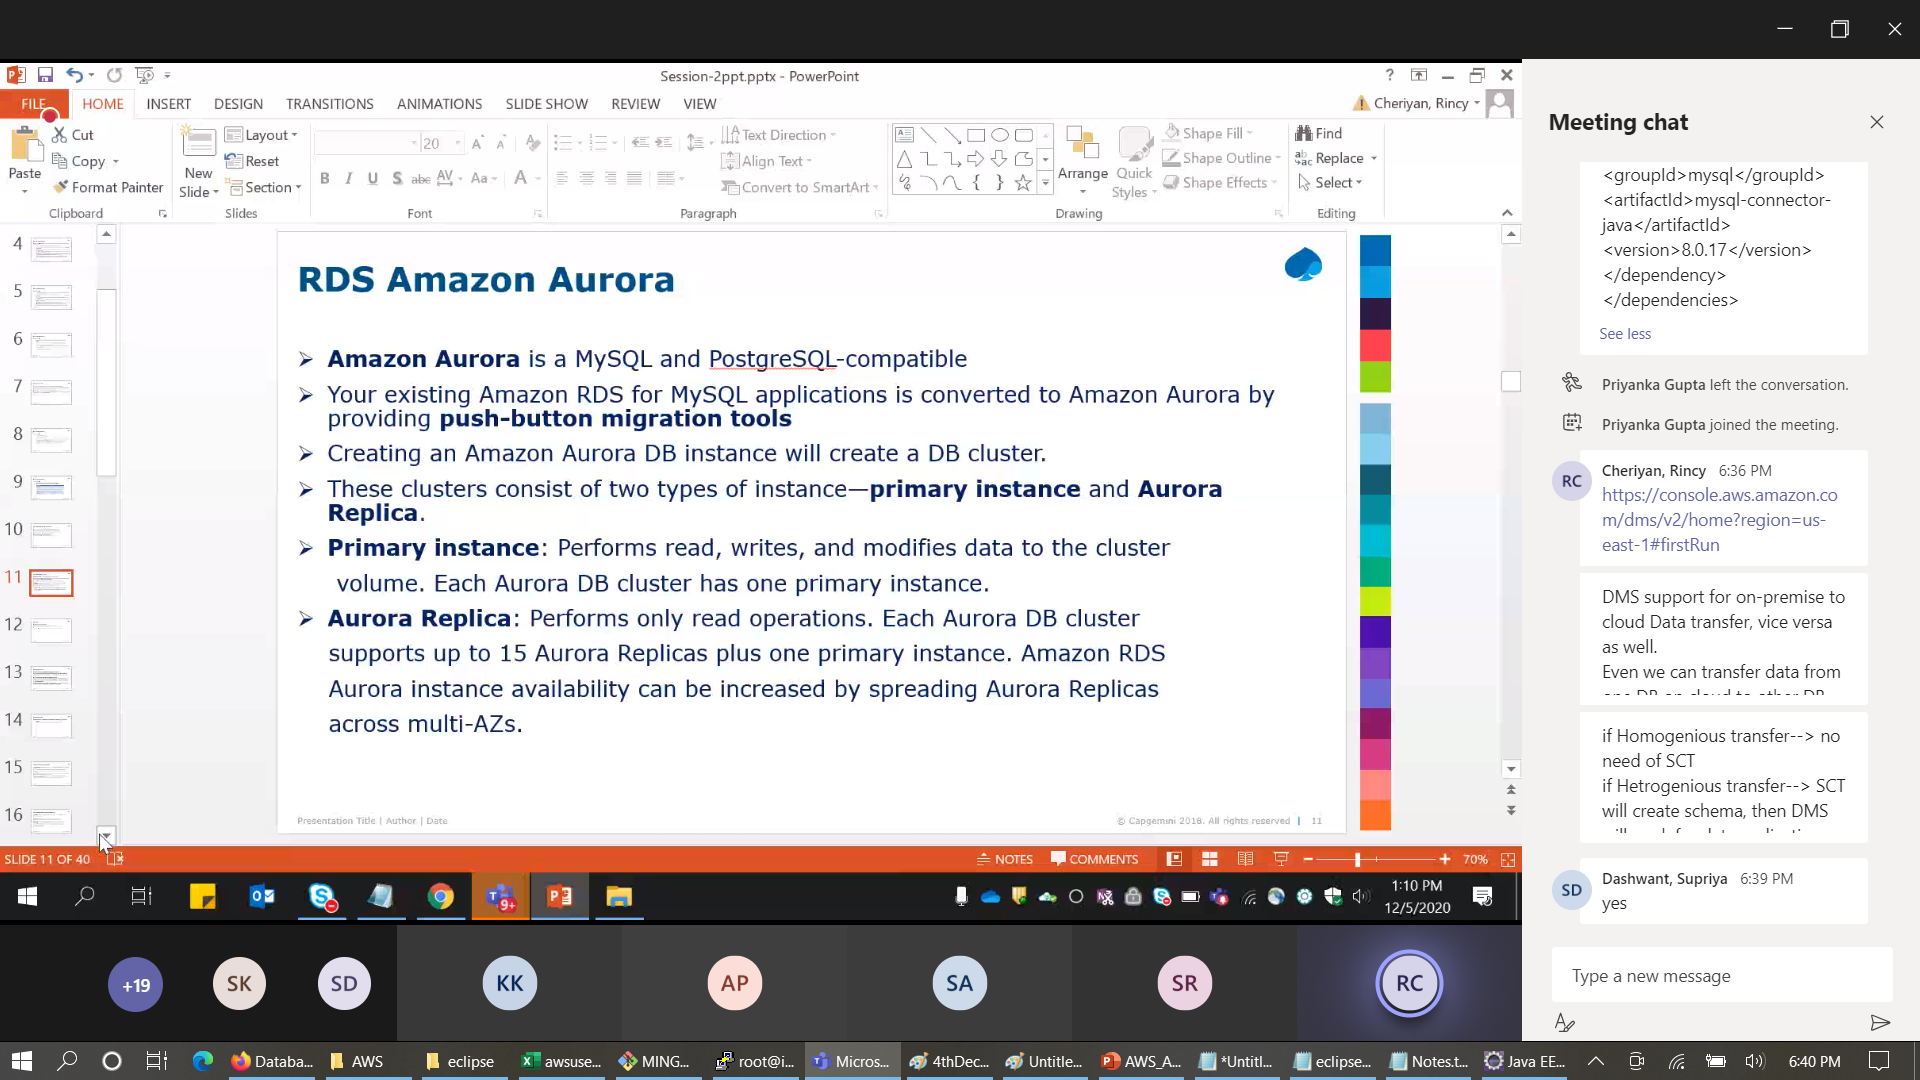 Session-2ppt.pptx - PowerPoint
FILE HOME INSERT DESIGN TRANSITIONS ANIMATIONS SLIDE SHOW REVIEW VIEW
Cheriyan, Rincy
Paste
Cut
Copy
Format Painter
Clipboard
New Slide
Layout
Reset
Section
Slides
20
Font
Text Direction
Align Text
Convert to SmartArt
Paragraph
Arrange
Quick Styles
Shape Fill
Shape Outline
Shape Effects
Drawing
Find
Replace
Select
Editing
4
5
6
7
8
9
10
11
12
13
14
15
16
RDS Amazon Aurora
Amazon Aurora is a MySQL and PostgreSQL-compatible
Your existing Amazon RDS for MySQL applications is converted to Amazon Aurora by
providing push-button migration tools
Creating an Amazon Aurora DB instance will create a DB cluster.
These clusters consist of two types of instance—primary instance and Aurora
Replica.
Primary instance: Performs read, writes, and modifies data to the cluster
volume. Each Aurora DB cluster has one primary instance.
Aurora Replica: Performs only read operations. Each Aurora DB cluster
supports up to 15 Aurora Replicas plus one primary instance. Amazon RDS
Aurora instance availability can be increased by spreading Aurora Replicas
across multi-AZs.
Presentation Title | Author | Date
© Capgemini 2018. All rights reserved | 11
SLIDE 11 OF 40
NOTES COMMENTS 70%
9+
1:10 PM
12/5/2020
+19 SK SD KK AP SA SR RC
Meeting chat
<groupId>mysql</groupId>
<artifactId>mysql-connector-
java</artifactId>
<version>8.0.17</version>
</dependency>
</dependencies>
See less
Priyanka Gupta left the conversation.
Priyanka Gupta joined the meeting.
RC
Cheriyan, Rincy 6:36 PM
https://console.aws.amazon.co
m/dms/v2/home?region=us-
east-1#firstRun
DMS support for on-premise to
cloud Data transfer, vice versa
as well.
Even we can transfer data from
if Homogenious transfer--> no
need of SCT
if Hetrogenious transfer--> SCT
will create schema, then DMS
SD
Dashwant, Supriya 6:39 PM
yes
Type a new message
Databa... AWS eclipse awsuse... MING... root@i... Micros... 4thDec... Untitle... AWS_A... *Untitl... eclipse... Notes.t... Java EE... 6:40 PM